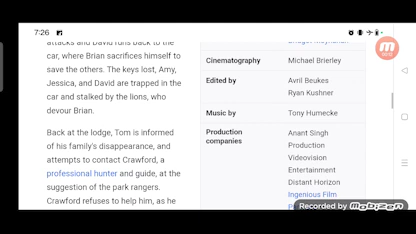 7:26
attacks and David runs back to the
car, where Brian sacrifices himself to
save the others. The keys lost, Amy,
Jessica, and David are trapped in the
car and stalked by the lions, who
devour Brian.
Back at the lodge, Tom is informed
of his family's disappearance, and
attempts to contact Crawford, a
professional hunter and guide, at
the suggestion of the park rangers.
Crawford refuses to help him, as he
Cinematography Michael Brierley
Edited by Avril Beukes
Ryan Kushner
Music by Tony Humecke
Production Anant Singh
companies Production
Videovision
Entertainment
Distant Horizon
Ingenious Film
Recorded by Mobizen